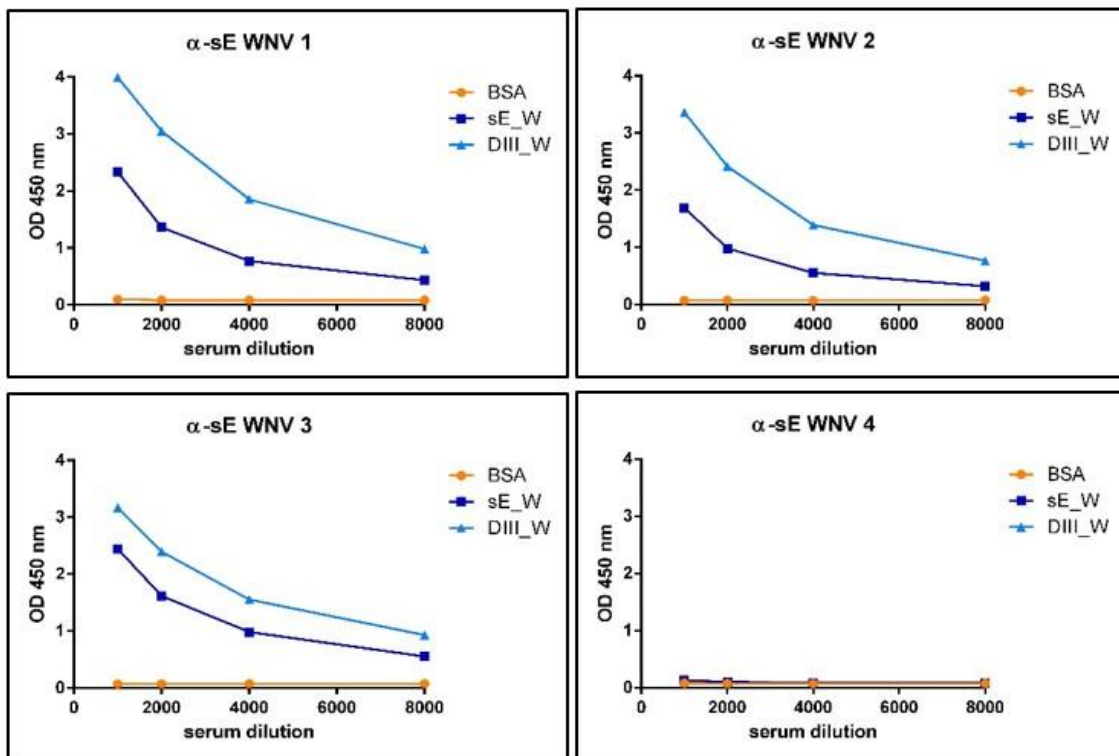 α-sE WNV 1
4
3
2
1
0
OD 450 nm
0 2000 4000 6000 8000
serum dilution
BSA
sE_W
DIII_W
α-sE WNV 2
4
3
2
1
0
OD 450 nm
0 2000 4000 6000 8000
serum dilution
BSA
sE_W
DIII_W
α-sE WNV 3
4
3
2
1
0
OD 450 nm
0 2000 4000 6000 8000
serum dilution
BSA
sE_W
DIII_W
α-sE WNV 4
4
3
2
1
0
OD 450 nm
0 2000 4000 6000 8000
serum dilution
BSA
sE_W
DIII_W